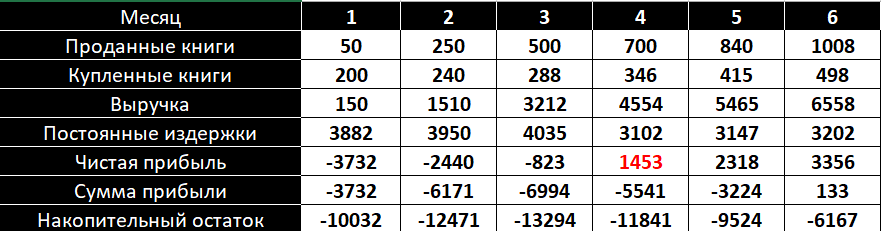 Месяц 1 2 3 4 5 6
Проданные книги 50 250 500 700 840 1008
Купленные книги 200 240 288 346 415 498
Выручка 150 1510 3212 4554 5465 6558
Постоянные издержки 3882 3950 4035 3102 3147 3202
Чистая прибыль -3732 -2440 -823 1453 2318 3356
Сумма прибыли -3732 -6171 -6994 -5541 -3224 133
Накопительный остаток -10032 -12471 -13294 -11841 -9524 -6167